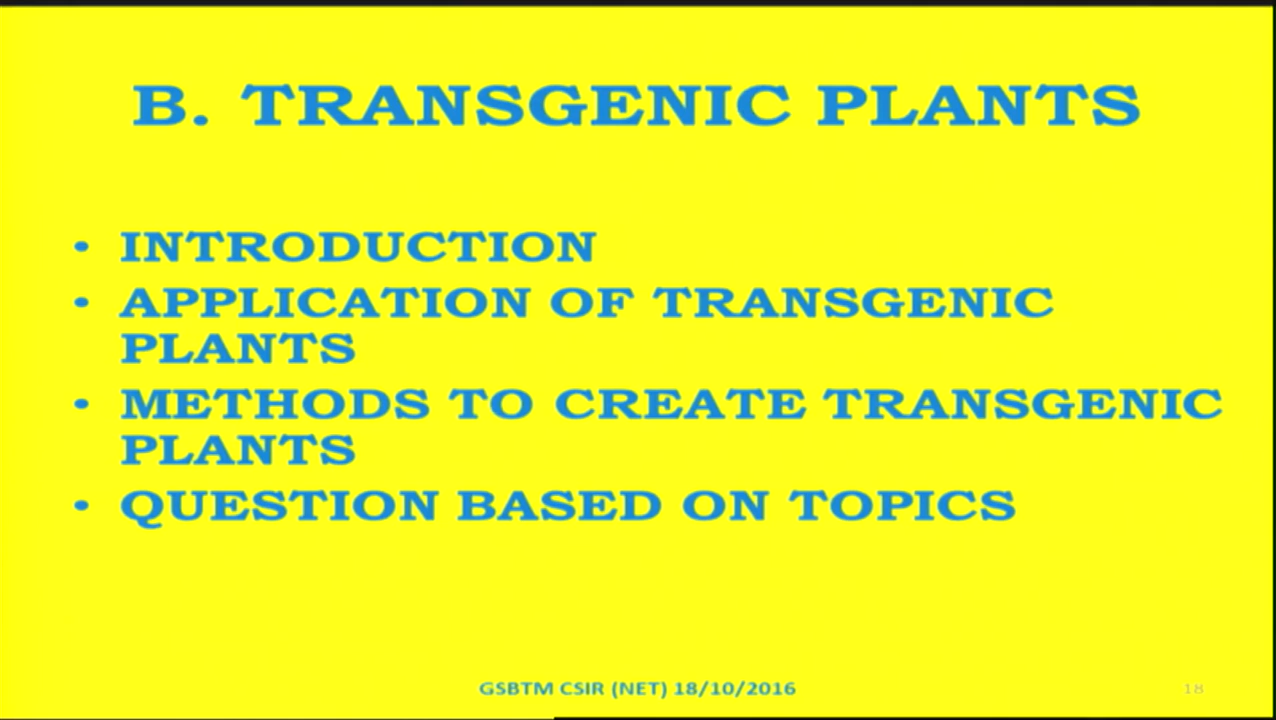 B. TRANSGENIC PLANTS
• INTRODUCTION
• APPLICATION OF TRANSGENIC
PLANTS
• METHODS TO CREATE TRANSGENIC
PLANTS
• QUESTION BASED ON TOPICS
GSBTM CSIR (NET) 18/10/2016
18